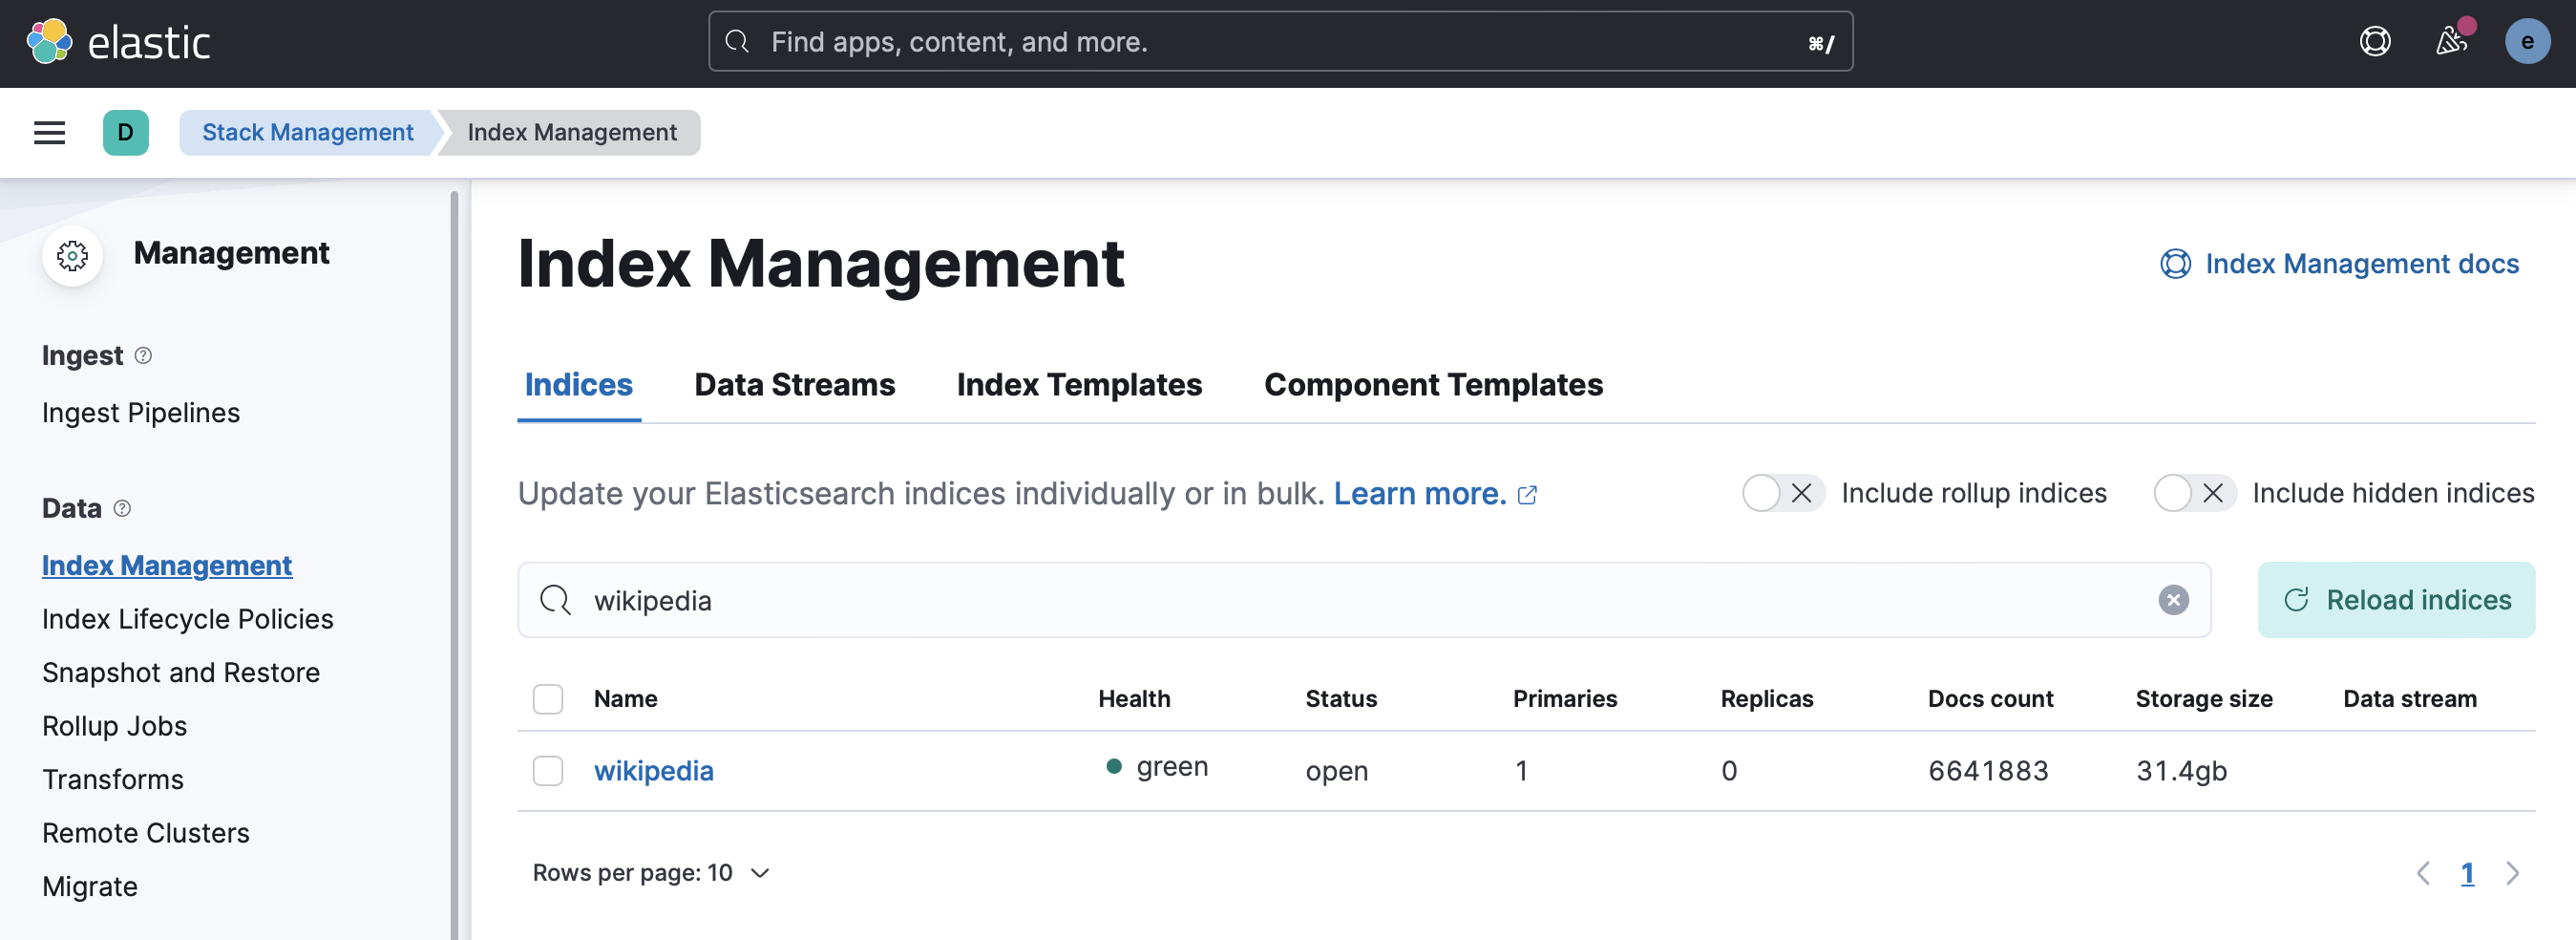 elastic
Find apps, content, and more.
⌘/
e
D
Stack Management
Index Management
Management
Ingest
Ingest Pipelines
Data
Index Management
Index Lifecycle Policies
Snapshot and Restore
Rollup Jobs
Transforms
Remote Clusters
Migrate
Index Management
Index Management docs
Indices Data Streams Index Templates Component Templates
Update your Elasticsearch indices individually or in bulk. Learn more.
Include rollup indices
Include hidden indices
wikipedia
Reload indices
Name Health Status Primaries Replicas Docs count Storage size Data stream
wikipedia green open 1 0 6641883 31.4gb
Rows per page: 10
1